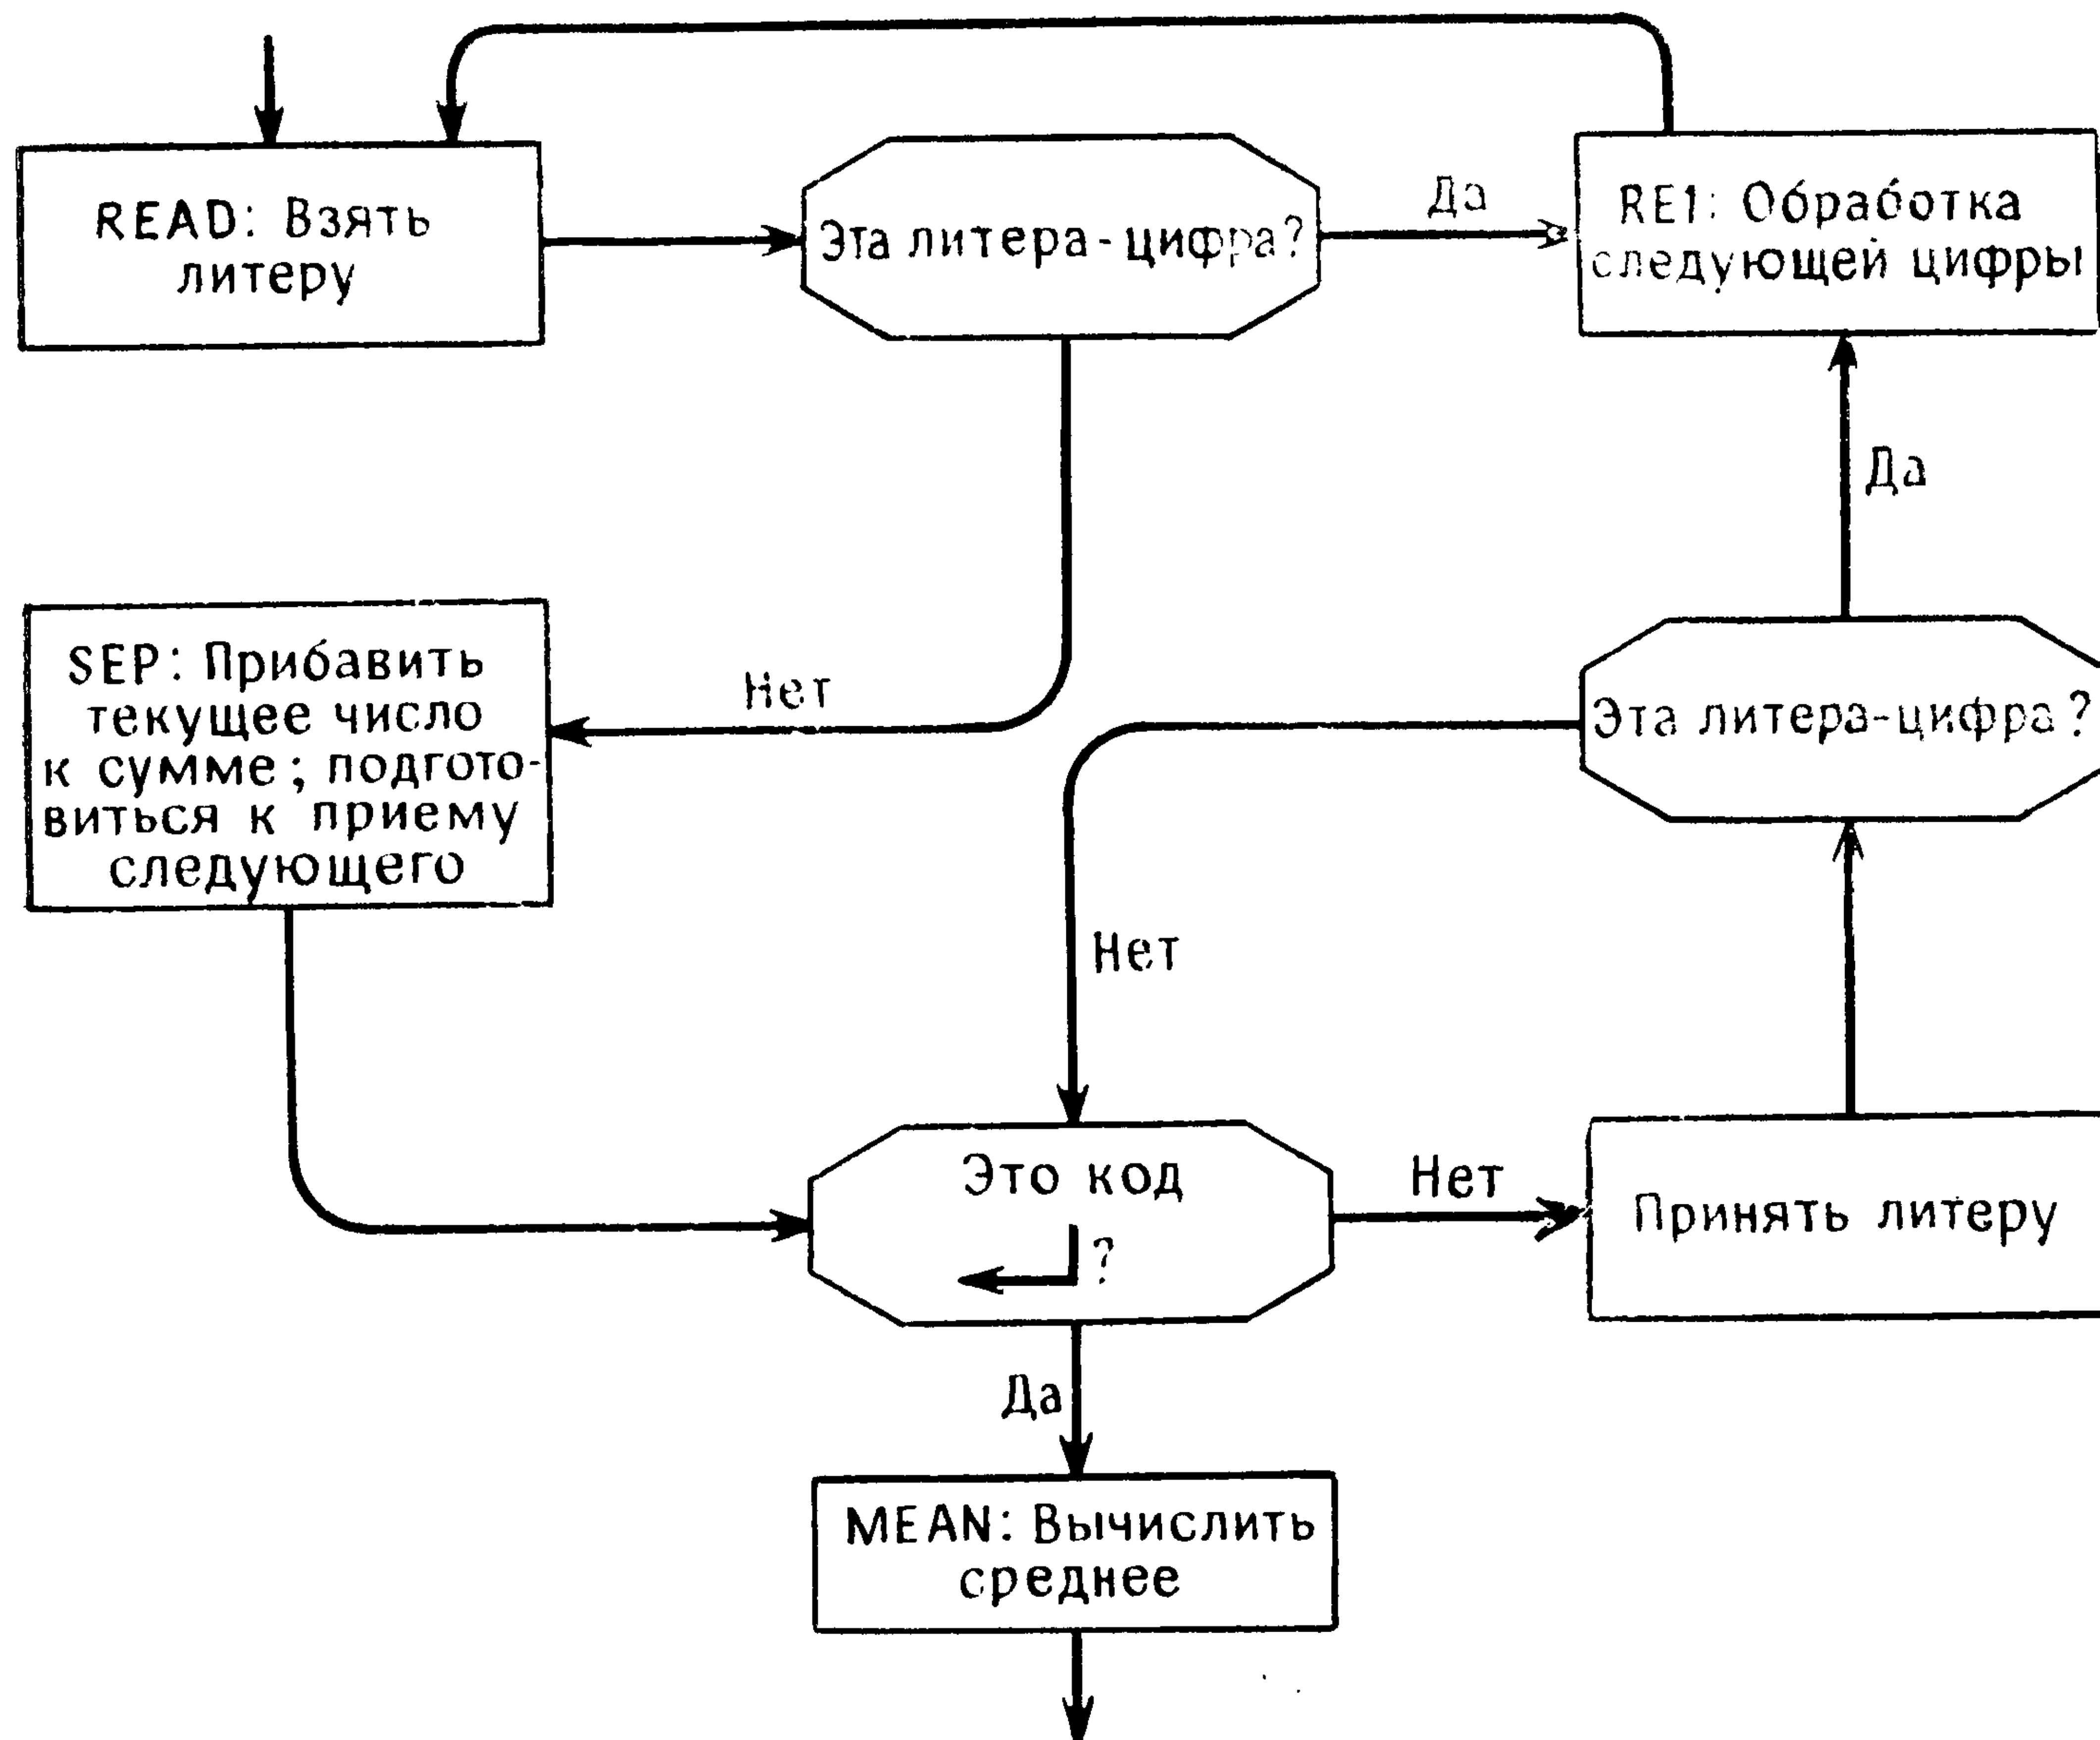 READ: Взять
литеру
Эта литера-цифра?
Да
RE1: Обработка
следующей цифры
Да
SEP: Прибавить
текущее число
к сумме; подгото-
виться к приему
следующего
Нет
Эта литера-цифра?
Нет
Это код
?
Нет
Принять литеру
Да
MEAN: Вычислить
среднее